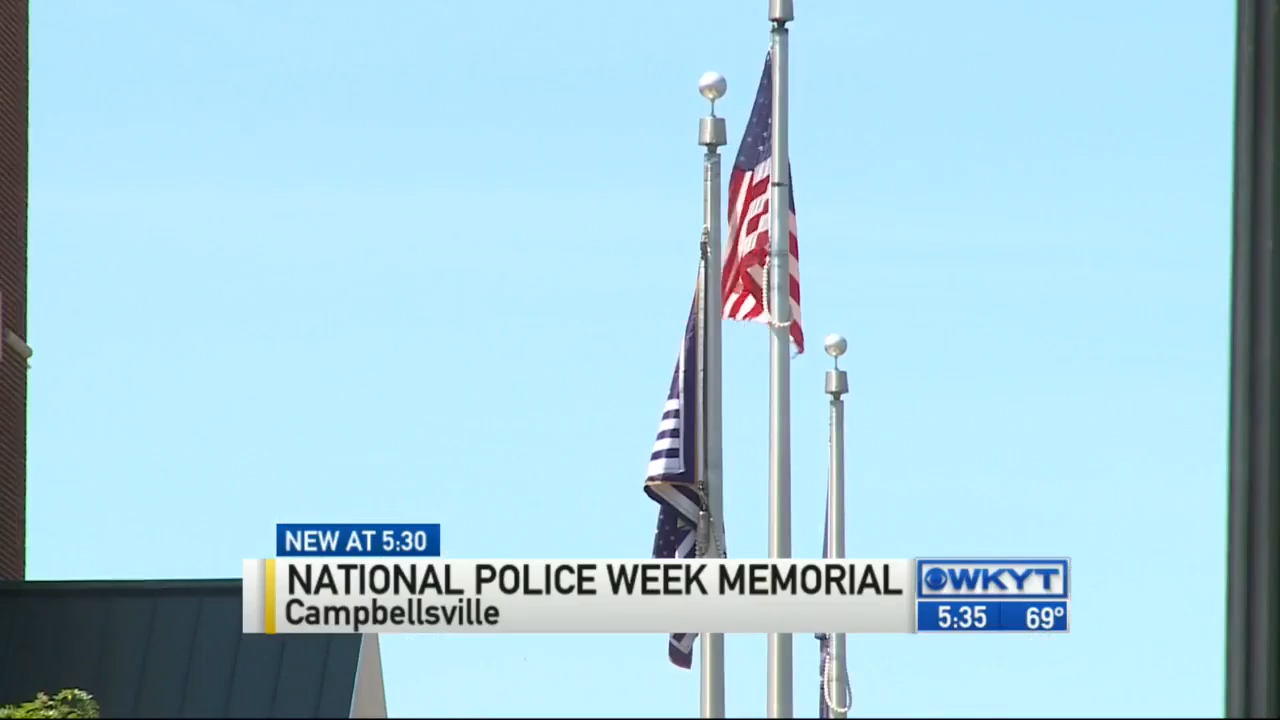 NEW AT 5:30
NATIONAL POLICE WEEK MEMORIAL
Campbellsville
WKYT
5:35 69°